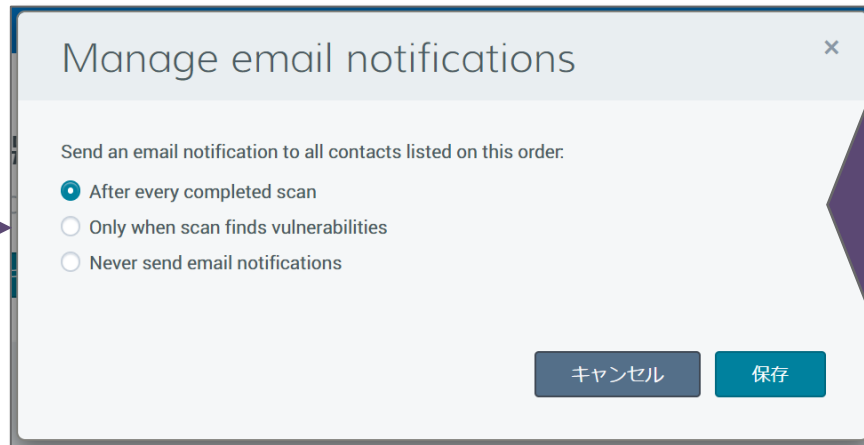 Manage email notifications
×
Send an email notification to all contacts listed on this order:
After every completed scan
Only when scan finds vulnerabilities
Never send email notifications
キャンセル 保存